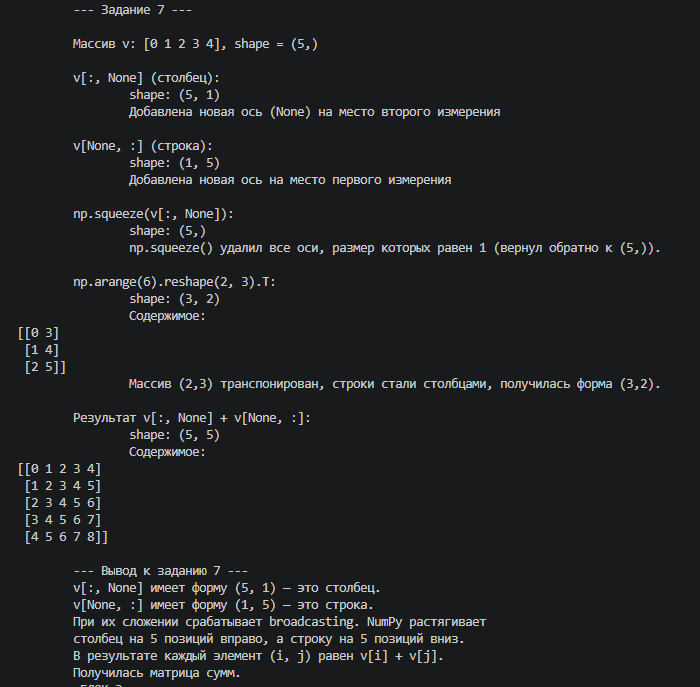 --- Задание 7 ---
Массив v: [0 1 2 3 4], shape = (5,)
v[:, None] (столбец):
shape: (5, 1)
Добавлена новая ось (None) на место второго измерения
v[None, :] (строка):
shape: (1, 5)
Добавлена новая ось на место первого измерения
np.squeeze(v[:, None]):
shape: (5,)
np.squeeze() удалил все оси, размер которых равен 1 (вернул обратно к (5,)).
np.arange(6).reshape(2, 3).T:
shape: (3, 2)
Содержимое:
[[0 3]
[1 4]
[2 5]]
Массив (2,3) транспонирован, строки стали столбцами, получилась форма (3,2).
Результат v[:, None] + v[None, :]:
shape: (5, 5)
Содержимое:
[[0 1 2 3 4]
[1 2 3 4 5]
[2 3 4 5 6]
[3 4 5 6 7]
[4 5 6 7 8]]
--- Вывод к заданию 7 ---
v[:, None] имеет форму (5, 1) — это столбец.
v[None, :] имеет форму (1, 5) — это строка.
При их сложении срабатывает broadcasting. NumPy растягивает
столбец на 5 позиций вправо, а строку на 5 позиций вниз.
В результате каждый элемент (i, j) равен v[i] + v[j].
Получилась матрица сумм.